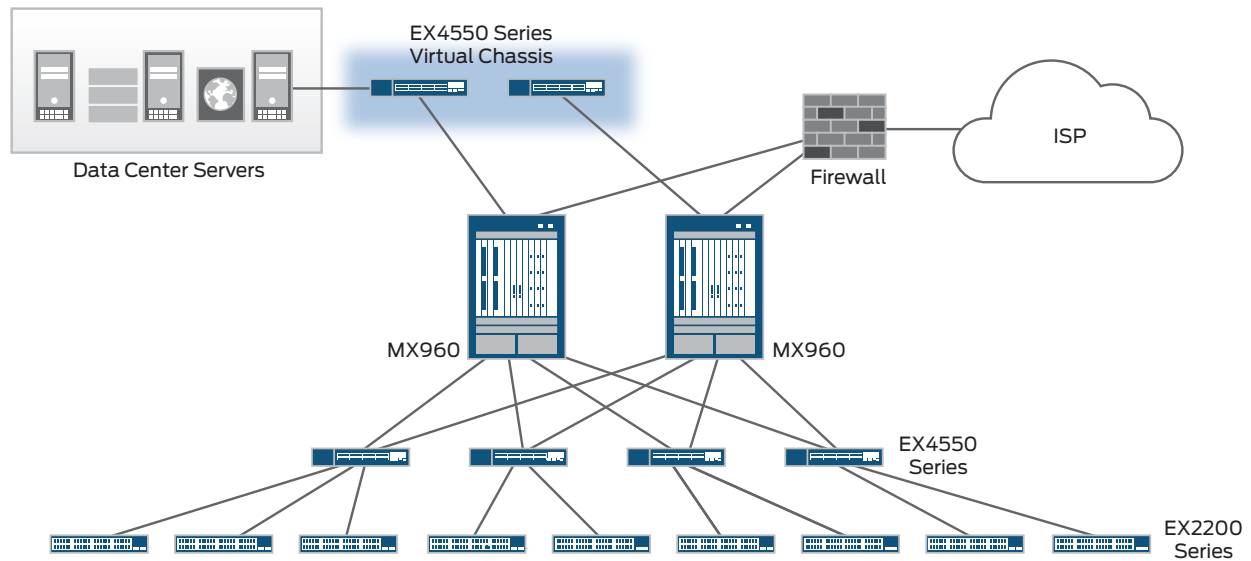 EX4550 Series
Virtual Chassis
Data Center Servers
Firewall
ISP
MX960
MX960
EX4550
Series
EX2200
Series